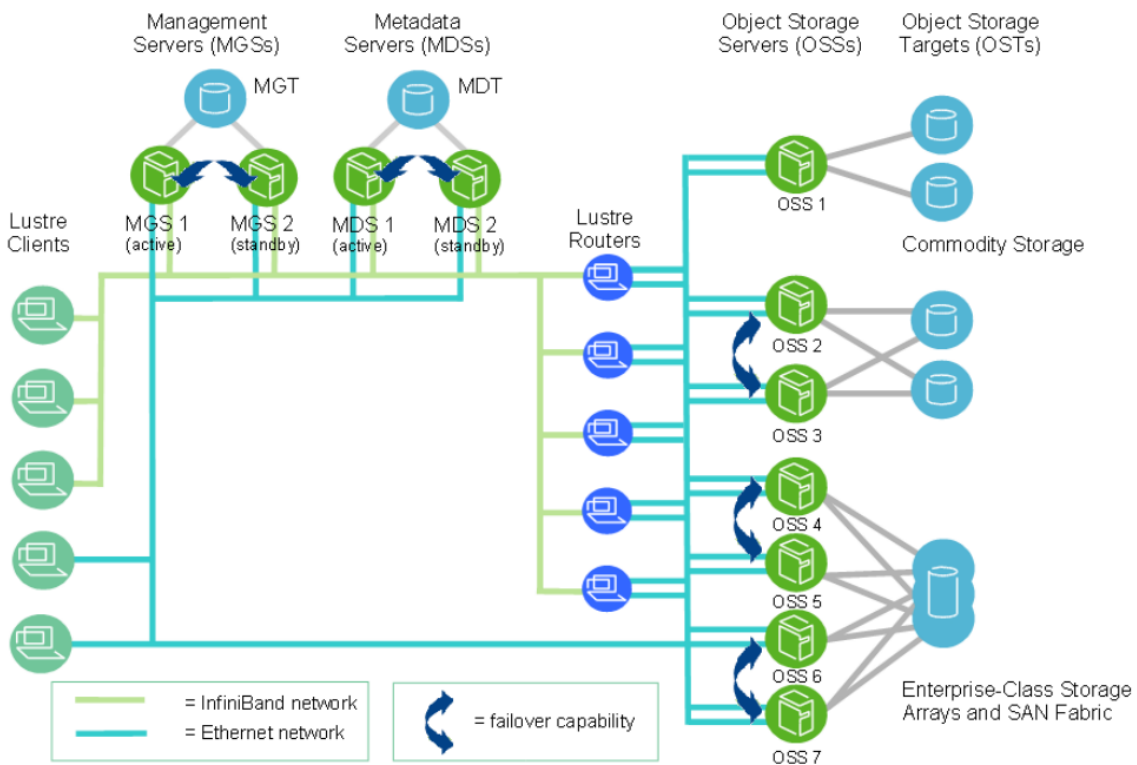 Management
Servers (MGSs)
Metadata
Servers (MDSs)
Object Storage
Servers (OSSs)
Object Storage
Targets (OSTs)
MGT
MDT
OSS 1
Lustre
Clients
MGS 1
(active)
MGS 2
(standby)
MDS 1
(active)
MDS 2
(standby)
Lustre
Routers
Commodity Storage
OSS 2
OSS 3
OSS 4
OSS 5
OSS 6
Enterprise-Class Storage
Arrays and SAN Fabric
OSS 7
= InfiniBand network
= Ethernet network
= failover capability